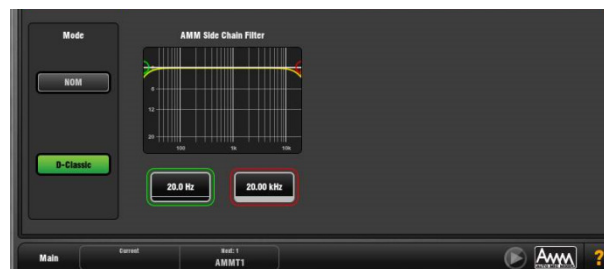 Mode
AMM Side Chain Filter
NOM
D-Classic
6
12
20
100 1k 10k
20.0 Hz
20.00 kHz
Main
Current
Next: 1
AMMT1
AMM
?